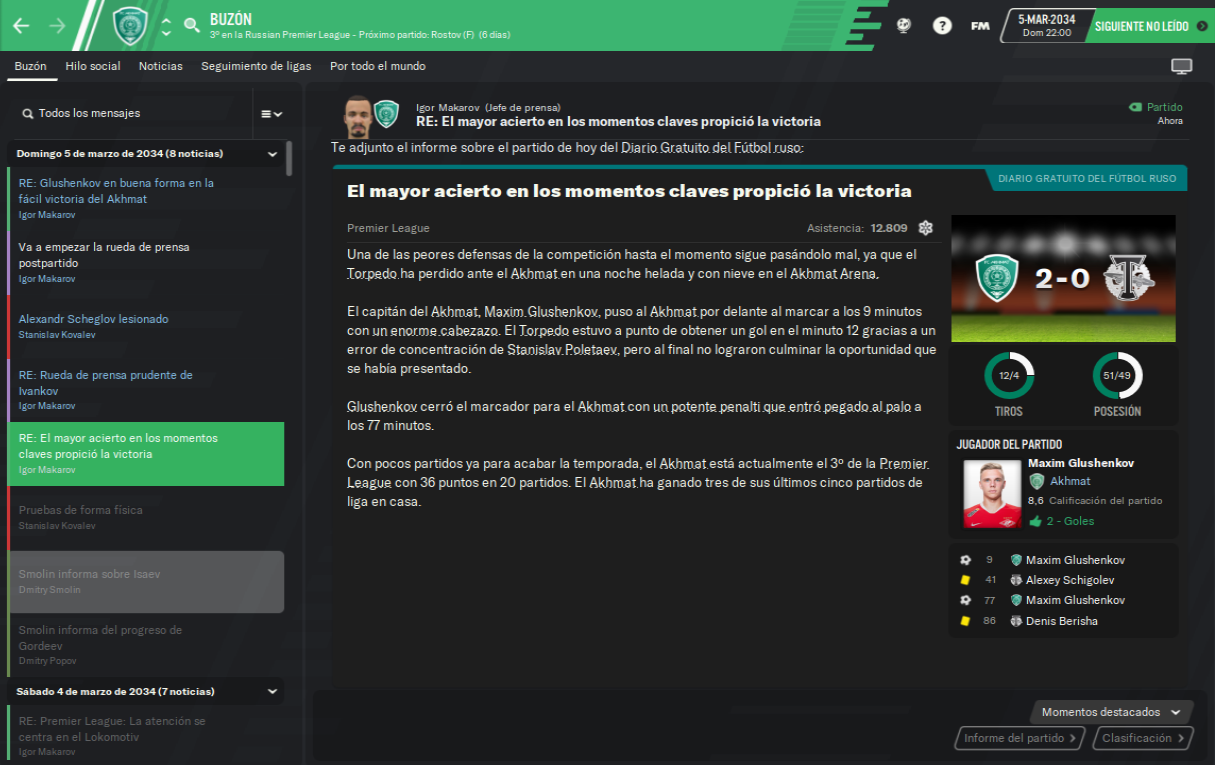 BUZÓN
3º en la Russian Premier League - Próximo partido: Rostov (F) (6 días)
FM
5-MAR-2034
Dom 22:00
SIGUIENTE NO LEÍDO
Buzón
Hilo social
Noticias
Seguimiento de ligas
Por todo el mundo
Todos los mensajes
Domingo 5 de marzo de 2034 (8 noticias)
RE: Glushenkov en buena forma en la
fácil victoria del Akhmat
Igor Makarov
Va a empezar la rueda de prensa
postpartido
Igor Makarov
Alexandr Scheglov lesionado
Stanislav Kovalev
RE: Rueda de prensa prudente de
Ivankov
Igor Makarov
RE: El mayor acierto en los momentos
claves propició la victoria
Igor Makarov
Pruebas de forma física
Stanislav Kovalev
Smolin informa sobre Isaev
Dmitry Smolin
Smolin informa del progreso de
Gordeev
Dmitry Popov
Sábado 4 de marzo de 2034 (7 noticias)
RE: Premier League: La atención se
centra en el Lokomotiv
Igor Makarov
Igor Makarov (Jefe de prensa)
RE: El mayor acierto en los momentos claves propició la victoria
Partido
Ahora
Te adjunto el informe sobre el partido de hoy del Diario Gratuito del Fútbol ruso:
DIARIO GRATUITO DEL FÚTBOL RUSO
El mayor acierto en los momentos claves propició la victoria
Premier League
Asistencia: 12.809
Una de las peores defensas de la competición hasta el momento sigue pasándolo mal, ya que el
Torpedo ha perdido ante el Akhmat en una noche helada y con nieve en el Akhmat Arena.
El capitán del Akhmat, Maxim Glushenkov, puso al Akhmat por delante al marcar a los 9 minutos
con un enorme cabezazo. El Torpedo estuvo a punto de obtener un gol en el minuto 12 gracias a un
error de concentración de Stanislav Poletaev, pero al final no lograron culminar la oportunidad que
se había presentado.
Glushenkov cerró el marcador para el Akhmat con un potente penalti que entró pegado al palo a
los 77 minutos.
Con pocos partidos ya para acabar la temporada, el Akhmat está actualmente el 3º de la Premier
League con 36 puntos en 20 partidos. El Akhmat ha ganado tres de sus últimos cinco partidos de
liga en casa.
2-0
12/4
51/49
TIROS
POSESIÓN
JUGADOR DEL PARTIDO
Maxim Glushenkov
Akhmat
8,6 Calificación del partido
2 - Goles
9 Maxim Glushenkov
41 Alexey Schigolev
77 Maxim Glushenkov
86 Denis Berisha
Momentos destacados
Informe del partido
Clasificación